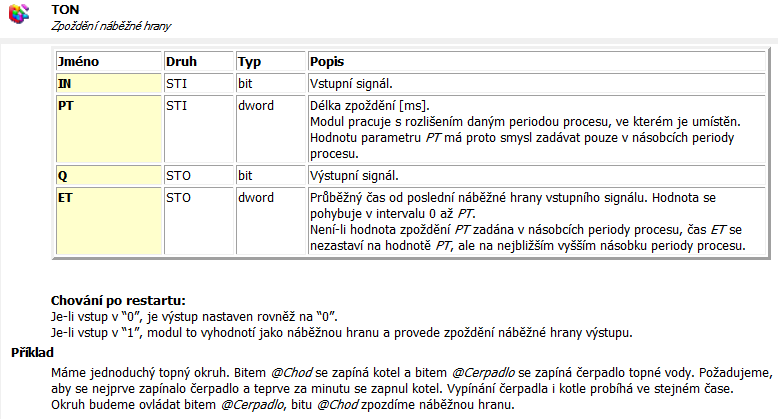 TON
Zpoždění náběžné hrany
Jméno Druh Typ Popis
IN STI bit Vstupní signál.
PT STI dword Délka zpoždění [ms].
Modul pracuje s rozlišením daným periodou procesu, ve kterém je umístěn.
Hodnotu parametru PT má proto smysl zadávat pouze v násobcích periody
procesu.
Q STO bit Výstupní signál.
ET STO dword Průběžný čas od poslední náběžné hrany vstupního signálu. Hodnota se
pohybuje v intervalu 0 až PT.
Není-li hodnota zpoždění PT zadána v násobcích periody procesu, čas ET se
nezastaví na hodnotě PT, ale na nejbližším vyšším násobku periody procesu.
Chování po restartu:
Je-li vstup v “0”, je výstup nastaven rovněž na “0”.
Je-li vstup v “1”, modul to vyhodnotí jako náběžnou hranu a provede zpoždění náběžné hrany výstupu.
Příklad
Máme jednoduchý topný okruh. Bitem @Chod se zapíná kotel a bitem @Cerpadlo se zapíná čerpadlo topné vody. Požadujeme,
aby se nejprve zapínalo čerpadlo a teprve za minutu se zapnul kotel. Vypínání čerpadla i kotle probíhá ve stejném čase.
Okruh budeme ovládat bitem @Cerpadlo, bitu @Chod zpozdíme náběžnou hranu.